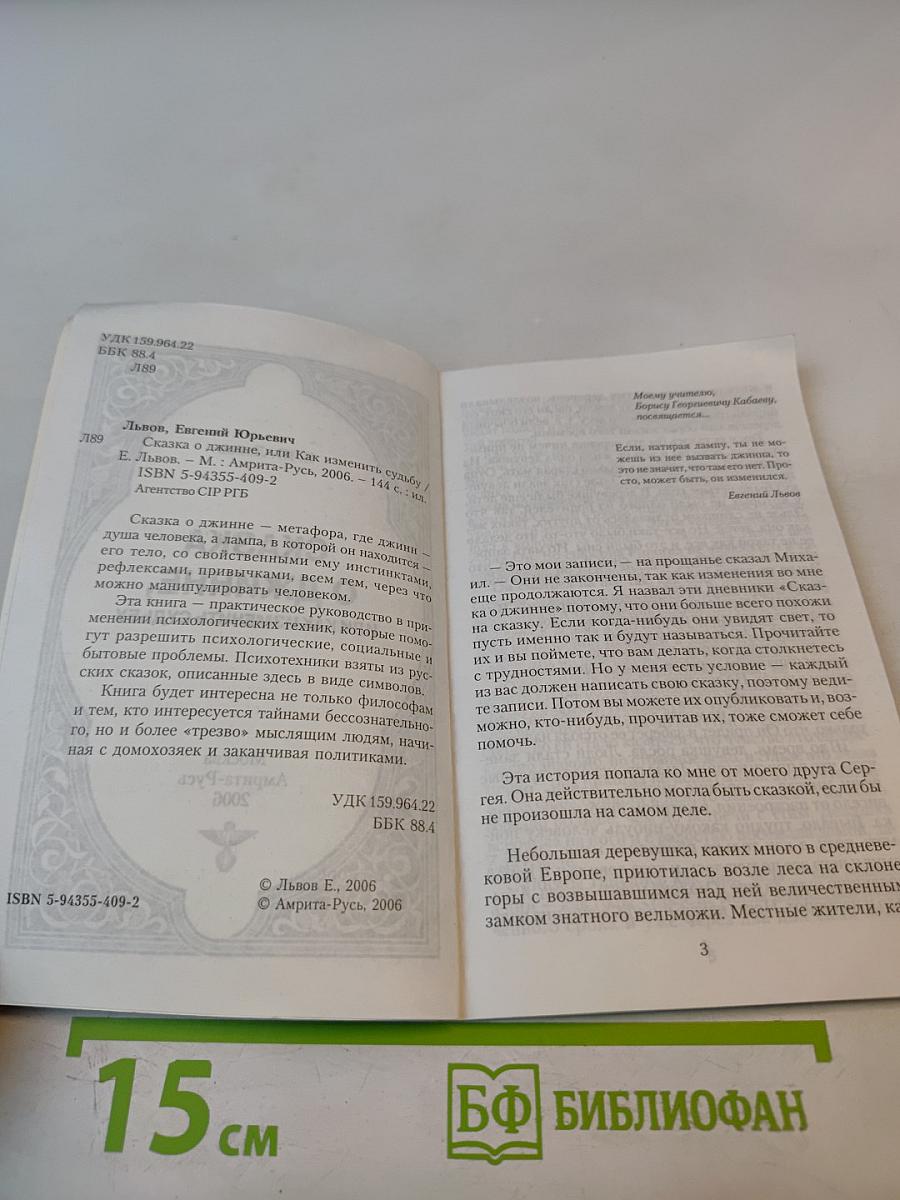 УДК 159.964.22
ББК 88.4
Л89
Львов, Евгений Юрьевич
Л89 Сказка о джинне, или Как изменить судьбу /
Е. Львов. – М. : Амрита-Русь, 2006. – 144 с. : ил.
ISBN 5-94355-409-2
Агентство CIP РГБ
Сказка о джинне — метафора, где джинн —
душа человека, а лампа, в которой он находится —
его тело, со свойственными ему инстинктами,
рефлексами, привычками, всем тем, через что
можно манипулировать человеком.
Эта книга — практическое руководство в при-
менении психологических техник, которые помо-
гут разрешить психологические, социальные и
бытовые проблемы. Психотехники взяты из рус-
ских сказок, описанные здесь в виде символов.
Книга будет интересна не только философам
и тем, кто интересуется тайнами бессознательно-
го, но и более «трезво» мыслящим людям, начи-
ная с домохозяек и заканчивая политиками.
УДК 159.964.22
ББК 88.4
ISBN 5-94355-409-2
© Львов Е., 2006
© Амрита-Русь, 2006
Моему учителю,
Борису Георгиевичу Кабаеву,
посвящается...
Если, натирая лампу, ты не мо-
жешь из нее вызвать джинна, то
это не значит, что там его нет. Про-
сто, может быть, он изменился.
Евгений Львов
— Это мои записи, — на прощанье сказал Миха-
ил. — Они не закончены, так как изменения во мне
еще продолжаются. Я назвал эти дневники «Сказ-
ка о джинне» потому, что они больше всего похожи
на сказку. Если когда-нибудь они увидят свет, то
пусть именно так и будут называться. Прочитайте
их и вы поймете, что вам делать, когда столкнетесь
с трудностями. Но у меня есть условие — каждый
из вас должен написать свою сказку, поэтому веди-
те записи. Потом вы можете их опубликовать и, воз-
можно, кто-нибудь, прочитав их, тоже сможет себе
помочь.
Эта история попала ко мне от моего друга Сер-
гея. Она действительно могла быть сказкой, если бы
не произошла на самом деле.
Небольшая деревушка, каких много в средневе-
ковой Европе, приютилась возле леса на склоне
горы с возвышавшимся над ней величественным
замком знатного вельможи. Местные жители, ка
3
15 см
БФ БИБЛИОФАН